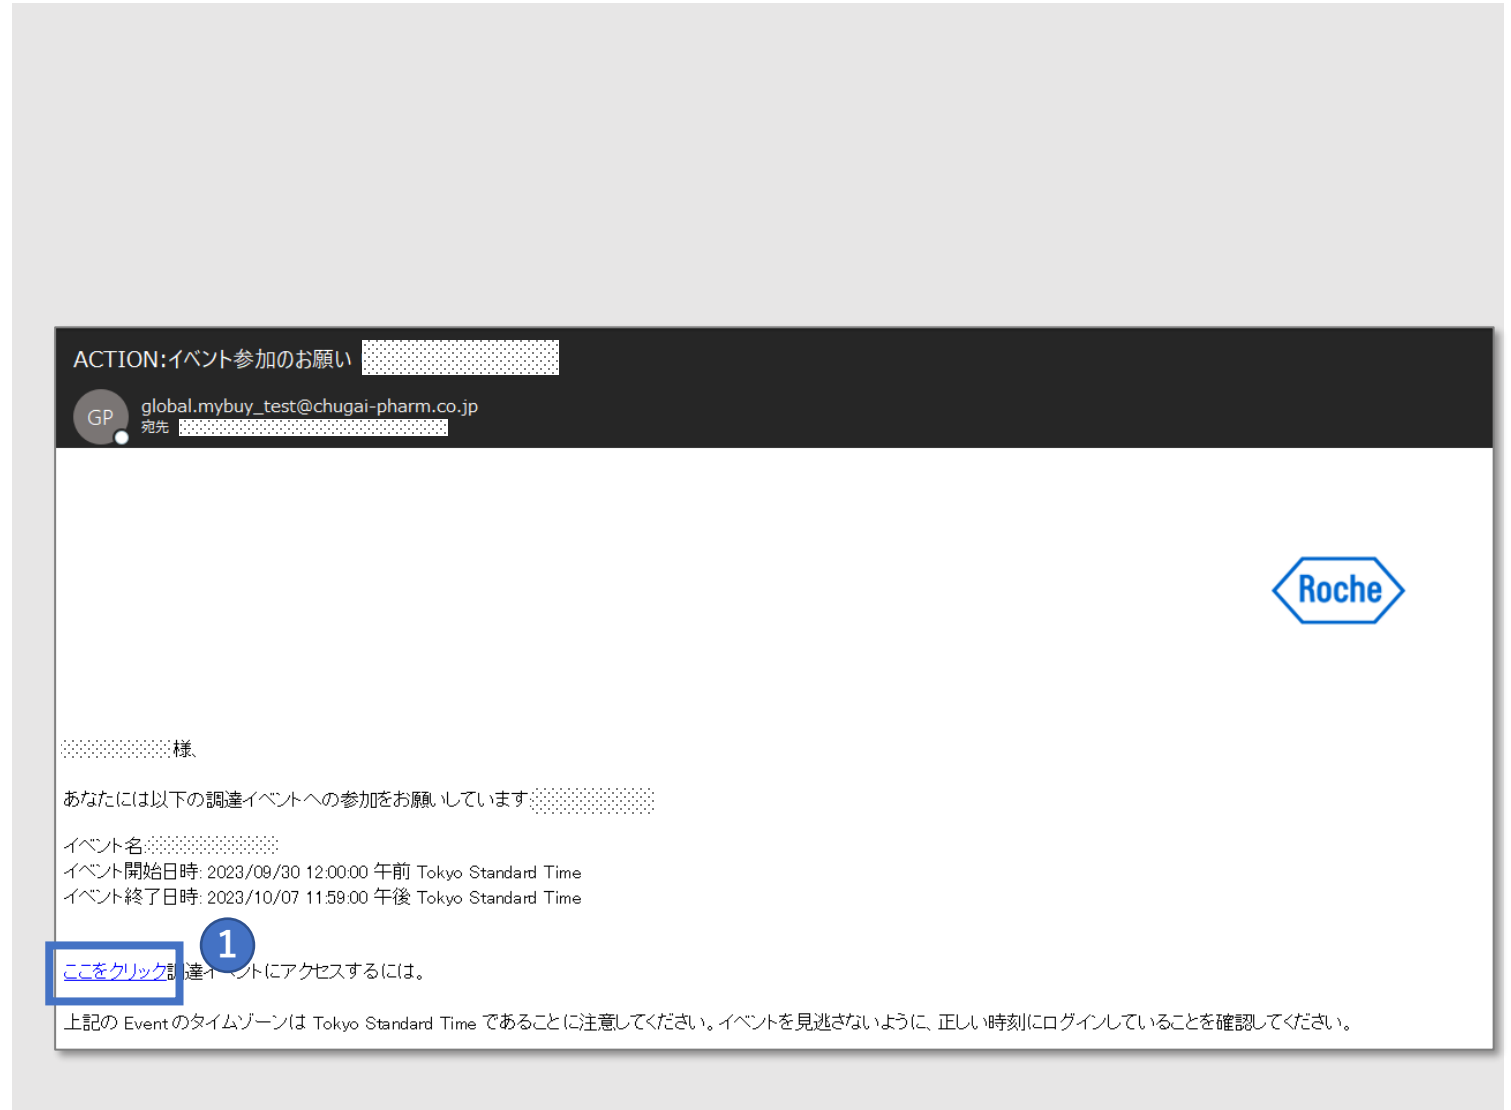 ACTION:イベント参加のお願い
GP
global.mybuy_test@chugai-pharm.co.jp
宛先
Roche
様、
あなたには以下の調達イベントへの参加をお願いしています:
イベント名:
イベント開始日時: 2023/09/30 12:00:00 午前 Tokyo Standard Time
イベント終了日時: 2023/10/07 11:59:00 午後 Tokyo Standard Time
1
ここをクリック調達イベントにアクセスするには。
上記の Event のタイムゾーンは Tokyo Standard Time であることに注意してください。イベントを見逃さないように、正しい時刻にログインしていることを確認してください。